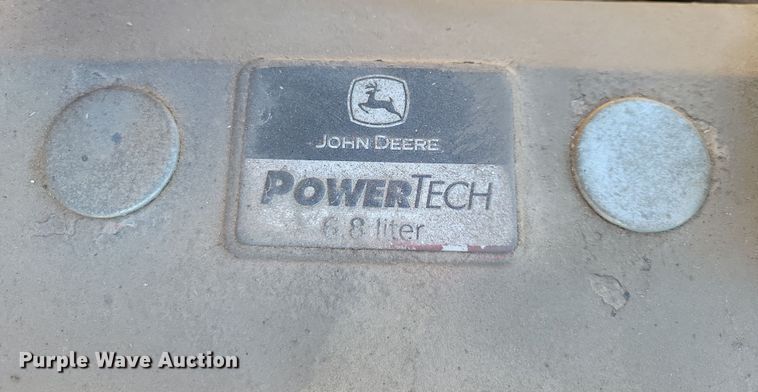 JOHN DEERE
POWERTECH
6.8 liter
Purple Wave Auction